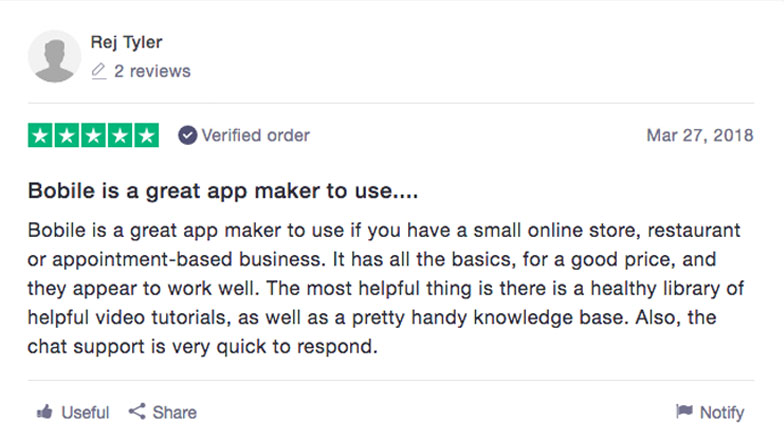 Rej Tyler
2 reviews
Verified order
Mar 27, 2018
Bobile is a great app maker to use....
Bobile is a great app maker to use if you have a small online store, restaurant
or appointment-based business. It has all the basics, for a good price, and
they appear to work well. The most helpful thing is there is a healthy library of
helpful video tutorials, as well as a pretty handy knowledge base. Also, the
chat support is very quick to respond.
Useful
Share
Notify